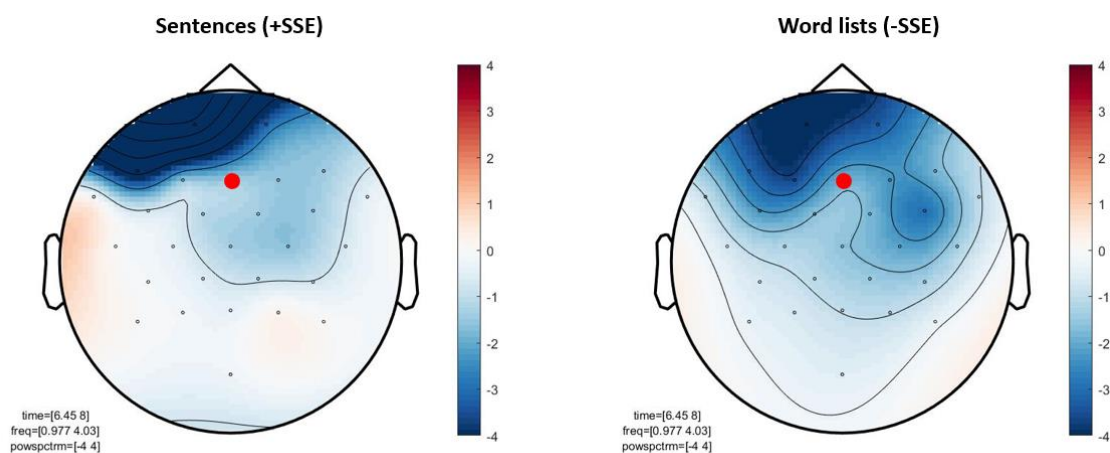 Sentences (+SSE)
Word lists (-SSE)
4
3
2
1
0
-1
-2
-3
-4
time=[6.45 8]
freq=[0.977 4.03]
powspctrm=[-4 4]
4
3
2
1
0
-1
-2
-3
-4
time=[6.45 8]
freq=[0.977 4.03]
powspctrm=[-4 4]